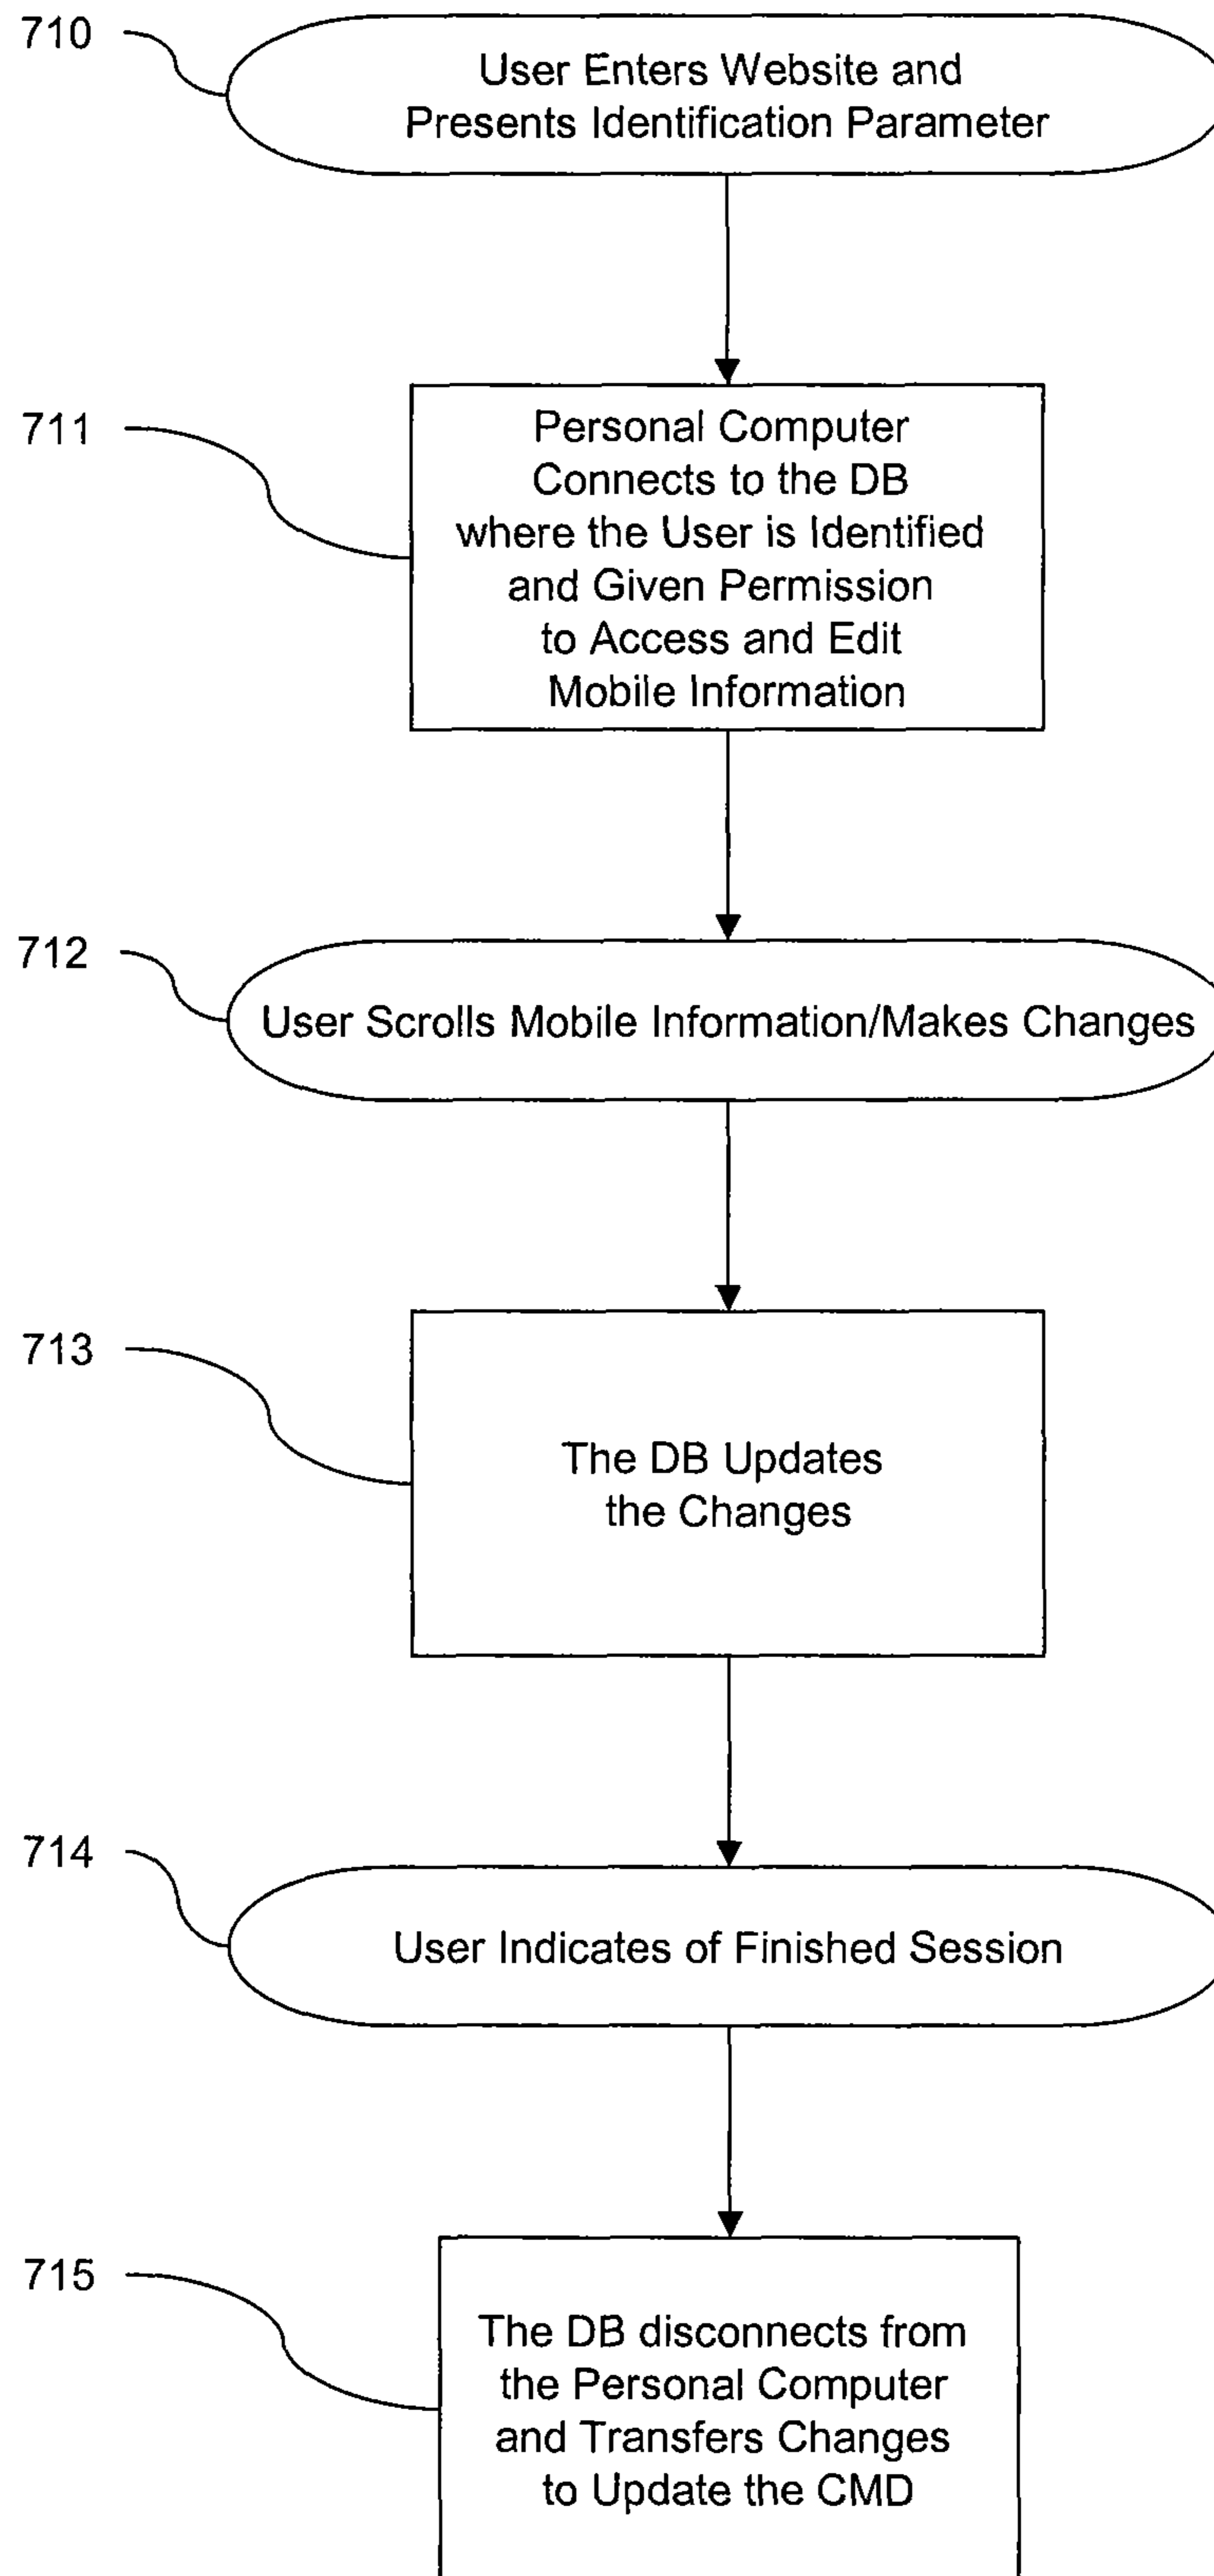 710
User Enters Website and
Presents Identification Parameter
711
Personal Computer
Connects to the DB
where the User is Identified
and Given Permission
to Access and Edit
Mobile Information
712
User Scrolls Mobile Information/Makes Changes
713
The DB Updates
the Changes
714
User Indicates of Finished Session
715
The DB disconnects from
the Personal Computer
and Transfers Changes
to Update the CMD